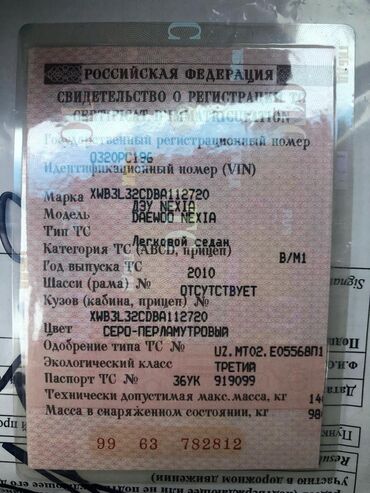 РОССИЙСКАЯ ФЕДЕРАЦИЯ
СВИДЕТЕЛЬСТВО О РЕГИСТРАЦИИ ТС
CERTIFICAT D'IMMATRICULATION
Государственный регистрационный номер
О320РС196
Идентификационный номер (VIN)
XWB3L32CDBA112720
Марка ДЭУ NEXIA
Модель DAEWOO NEXIA
Тип ТС
Легковой седан
Категория ТС (ABCD, прицеп) B/M1
Год выпуска ТС 2010
Шасси (рама) № ОТСУТСТВУЕТ
Кузов (кабина, прицеп) №
XWB3L32CDBA112720
Цвет СЕРО-ПЕРЛАМУТРОВЫЙ
Одобрение типа ТС № UZ.MT02.E05568П1
Экологический класс ТРЕТИЙ
Паспорт ТС № 36УК 919099
Технически допустимая макс.масса, кг
Масса в снаряженном состоянии, кг
99 63 782812